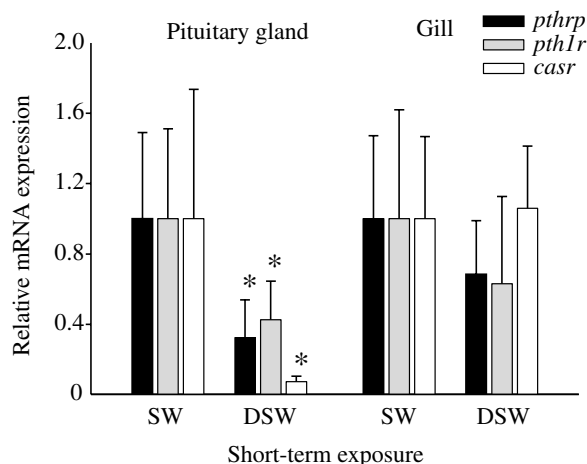 Pituitary gland
Gill
pthrp
pth1r
casr
Relative mRNA expression
2.0
1.6
1.2
0.8
0.4
0
*
*
*
SW
DSW
SW
DSW
Short-term exposure